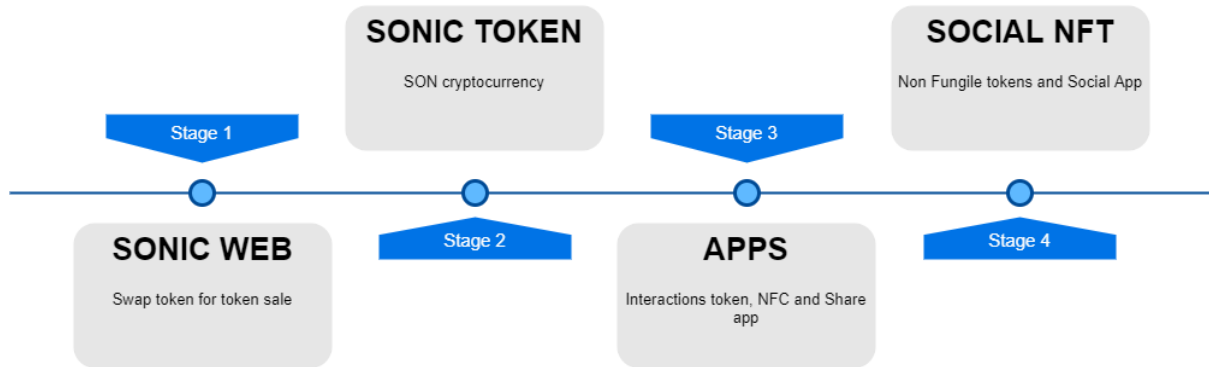 SONIC TOKEN
SON cryptocurrency
SOCIAL NFT
Non Fungile tokens and Social App
Stage 1
Stage 3
SONIC WEB
Swap token for token sale
Stage 2
APPS
Interactions token, NFC and Share
app
Stage 4